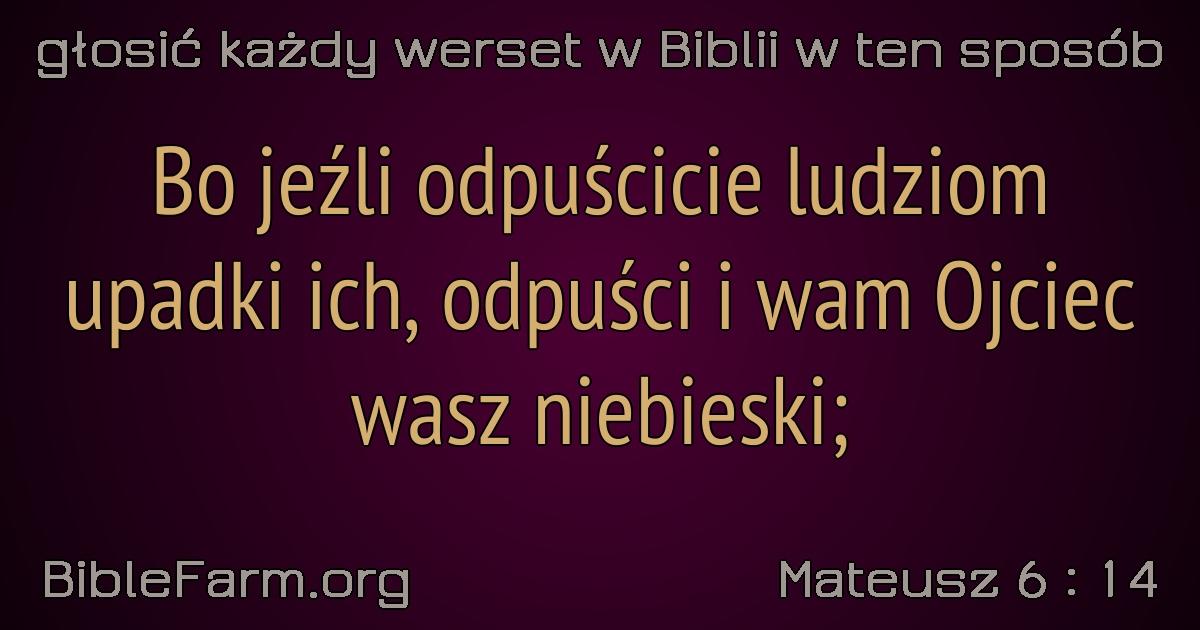 głosić każdy werset w Biblii w ten sposób
Bo jeźli odpuścicie ludziom
upadki ich, odpuści i wam Ojciec
wasz niebieski;
BibleFarm.org
Mateusz 6 : 14